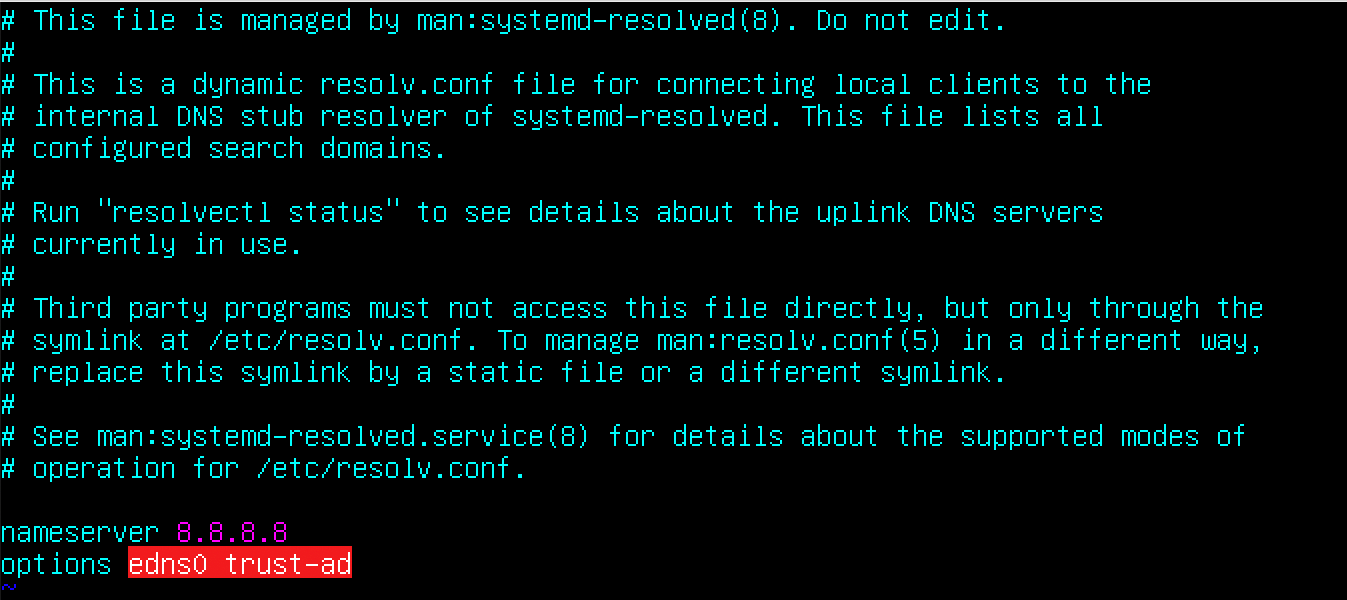 # This file is managed by man:systemd-resolved(8). Do not edit.
#
# This is a dynamic resolv.conf file for connecting local clients to the
# internal DNS stub resolver of systemd-resolved. This file lists all
# configured search domains.
#
# Run "resolvectl status" to see details about the uplink DNS servers
# currently in use.
#
# Third party programs must not access this file directly, but only through the
# symlink at /etc/resolv.conf. To manage man:resolv.conf(5) in a different way,
# replace this symlink by a static file or a different symlink.
#
# See man:systemd-resolved.service(8) for details about the supported modes of
# operation for /etc/resolv.conf.

nameserver 8.8.8.8
options edns0 trust-ad
~